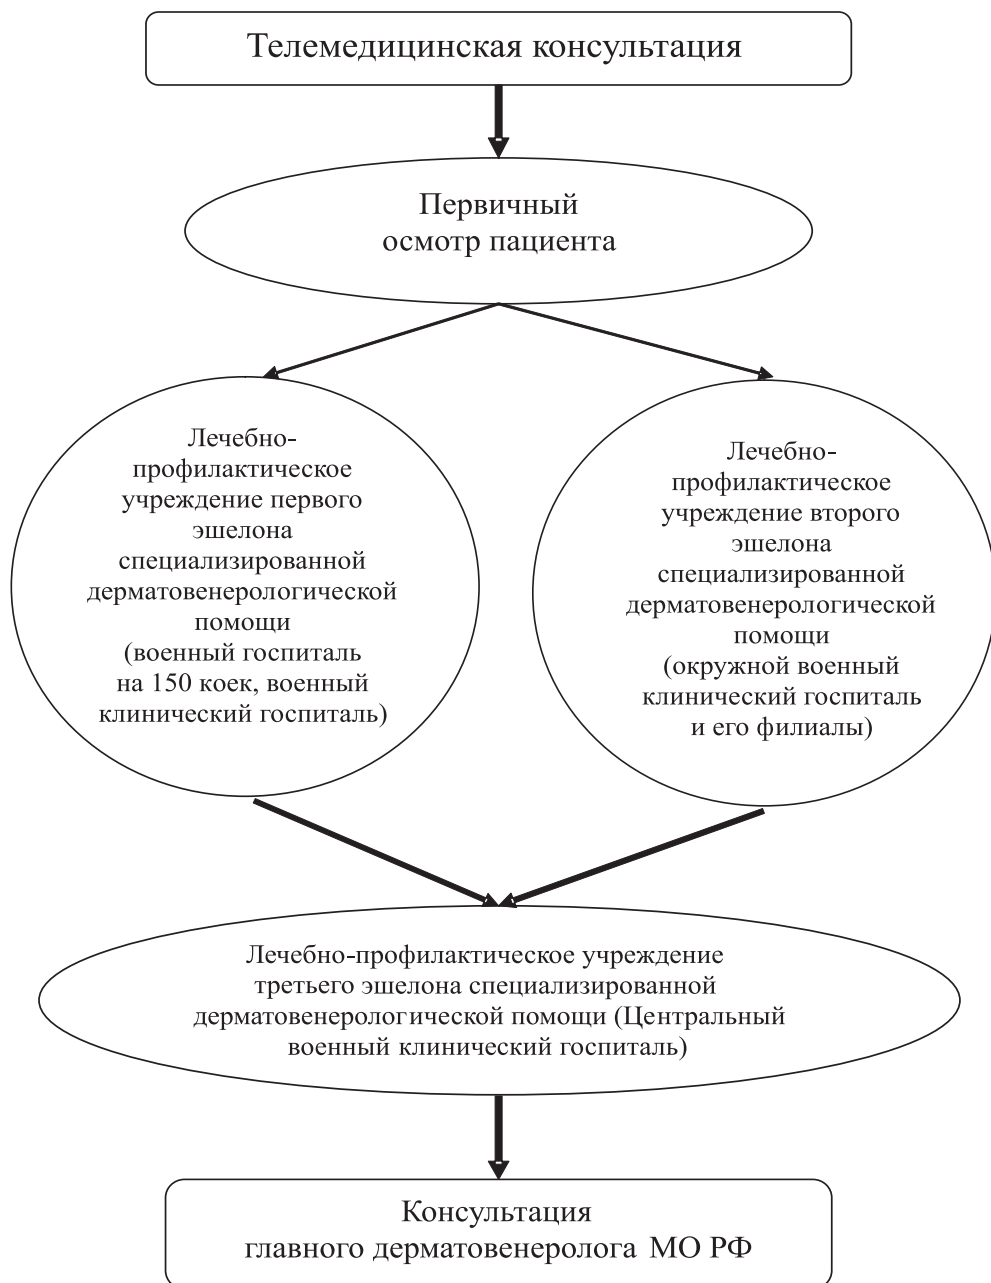 Телемедицинская консультация
Первичный
осмотр пациента
Лечебно-
профилактическое
учреждение первого
эшелона
специализированной
дерматовенерологической
помощи
(военный госпиталь
на 150 коек, военный
клинический госпиталь)
Лечебно-
профилактическое
учреждение второго
эшелона
специализированной
дерматовенерологической
помощи
(окружной военный
клинический госпиталь
и его филиалы)
Лечебно-профилактическое учреждение
третьего эшелона специализированной
дерматовенерологической помощи (Центральный
военный клинический госпиталь)
Консультация
главного дерматовенеролога МО РФ